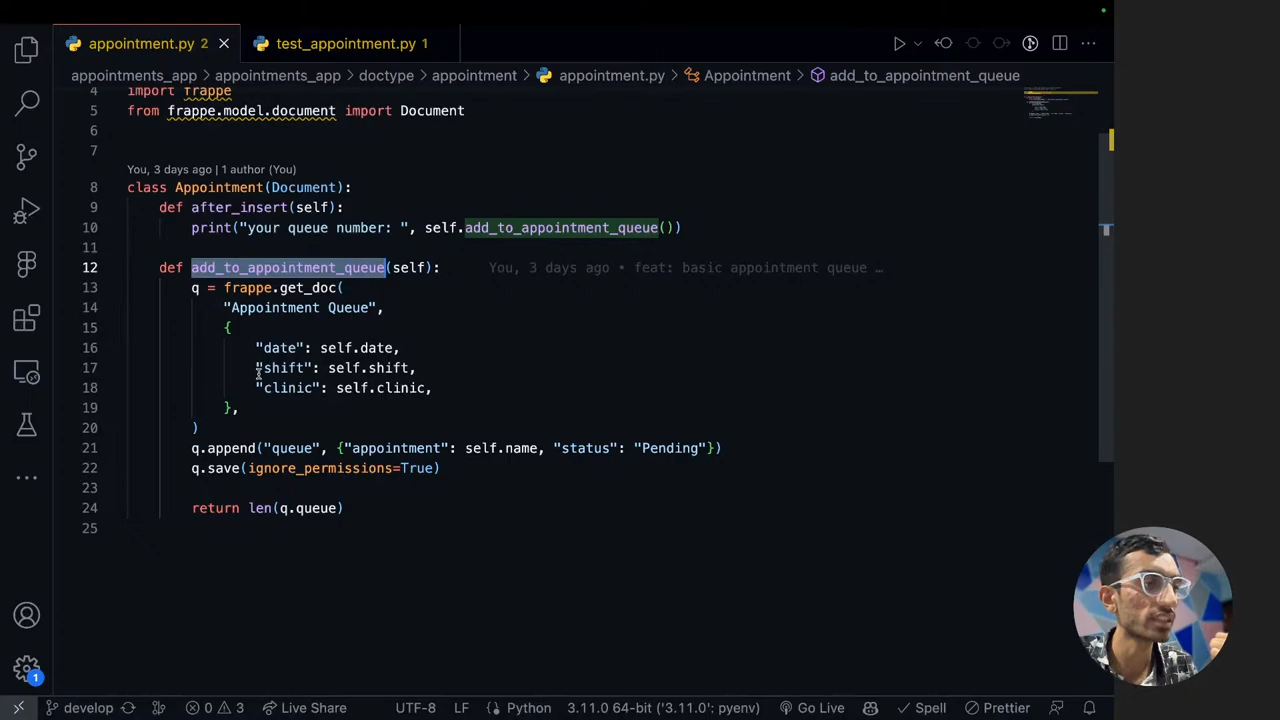 appointment.py 2
test_appointment.py 1
appointments_app > appointments_app > doctype > appointment > appointment.py > Appointment > add_to_appointment_queue
4 import frappe
5 from frappe.model.document import Document
6
7
You, 3 days ago | 1 author (You)
8 class Appointment(Document):
9 def after_insert(self):
10 print("your queue number: ", self.add_to_appointment_queue())
11
12 def add_to_appointment_queue(self): You, 3 days ago • feat: basic appointment queue …
13 q = frappe.get_doc(
14 "Appointment Queue",
15 {
16 "date": self.date,
17 "shift": self.shift,
18 "clinic": self.clinic,
19 },
20 )
21 q.append("queue", {"appointment": self.name, "status": "Pending"})
22 q.save(ignore_permissions=True)
23
24 return len(q.queue)
25
1
develop 0 3 Live Share UTF-8 LF Python 3.11.0 64-bit ('3.11.0': pyenv) Go Live Spell Prettier